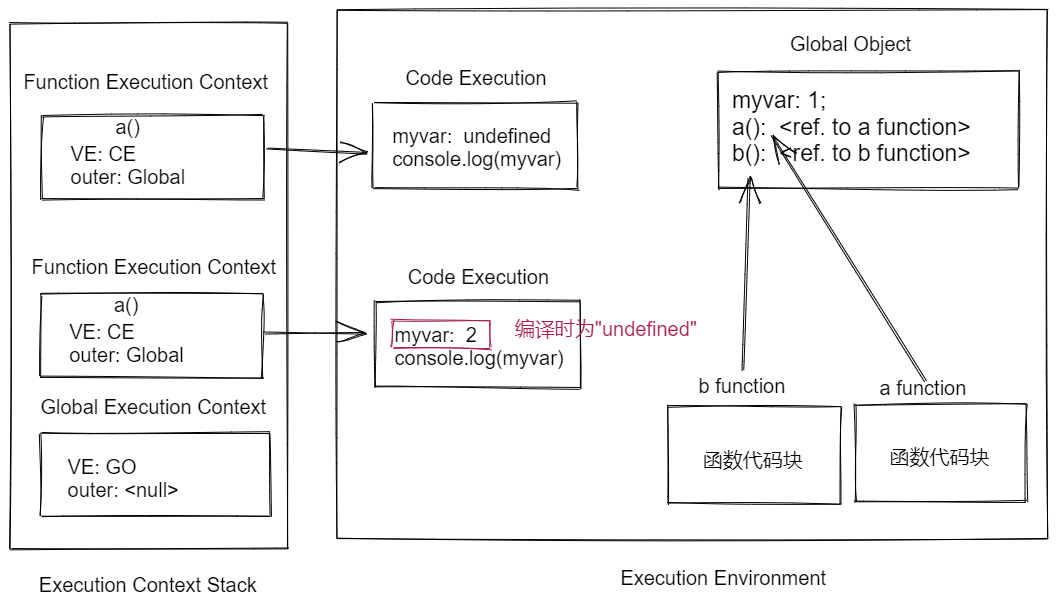 Function Execution Context
a()
VE: CE
outer: Global
Function Execution Context
a()
VE: CE
outer: Global
Global Execution Context
VE: GO
outer: <null>
Execution Context Stack
Code Execution
myvar: undefined
console.log(myvar)
Code Execution
myvar: 2
编译时为"undefined"
console.log(myvar)
Global Object
myvar: 1;
a(): <ref. to a function>
b(): <ref. to b function>
b function
函数代码块
a function
函数代码块
Execution Environment